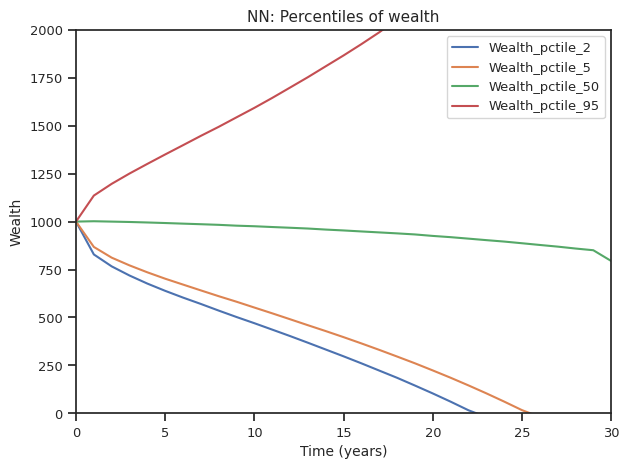 NN: Percentiles of wealth
Wealth_pctile_2
Wealth_pctile_5
Wealth_pctile_50
Wealth_pctile_95
2000
1750
1500
1250
1000
750
500
250
0
Wealth
0 5 10 15 20 25 30
Time (years)